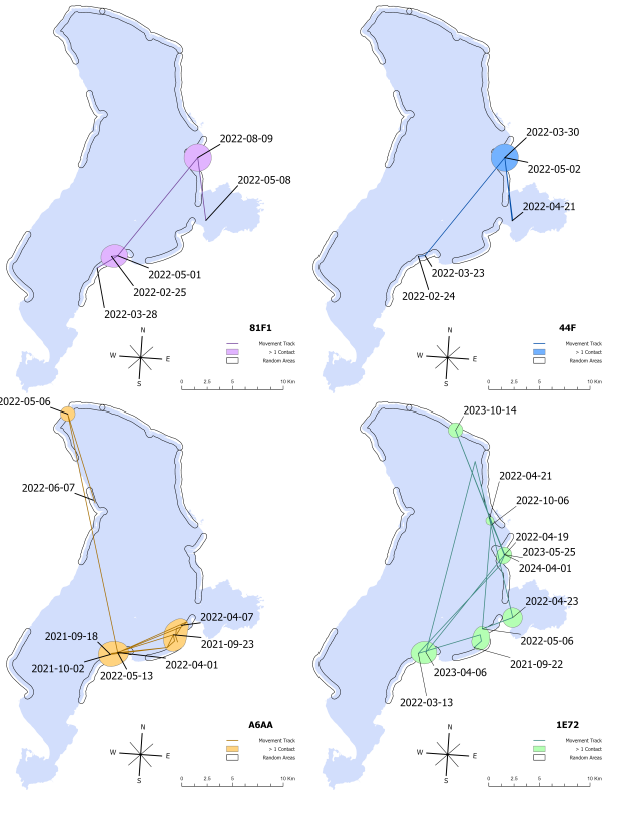 2022-08-09
2022-05-08
2022-05-01
2022-02-25
2022-03-28
81F1
N
W
E
S
Movement Track
> 1 Contact
Random Areas
0 2.5 5 10 Km
2022-03-30
2022-05-02
2022-04-21
2022-03-23
2022-02-24
44F
N
W
E
S
Movement Track
> 1 Contact
Random Areas
0 2.5 5 10 Km
2022-05-06
2022-06-07
2022-04-07
2021-09-18
2021-09-23
2021-10-02
2022-04-01
2022-05-13
A6AA
N
W
E
S
Movement Track
> 1 Contact
Random Areas
0 2.5 5 10 Km
2023-10-14
2022-04-21
2022-10-06
2022-04-19
2023-05-25
2024-04-01
2022-04-23
2022-05-06
2021-09-22
2023-04-06
2022-03-13
1E72
N
W
E
S
Movement Track
> 1 Contact
Random Areas
0 2.5 5 10 Km